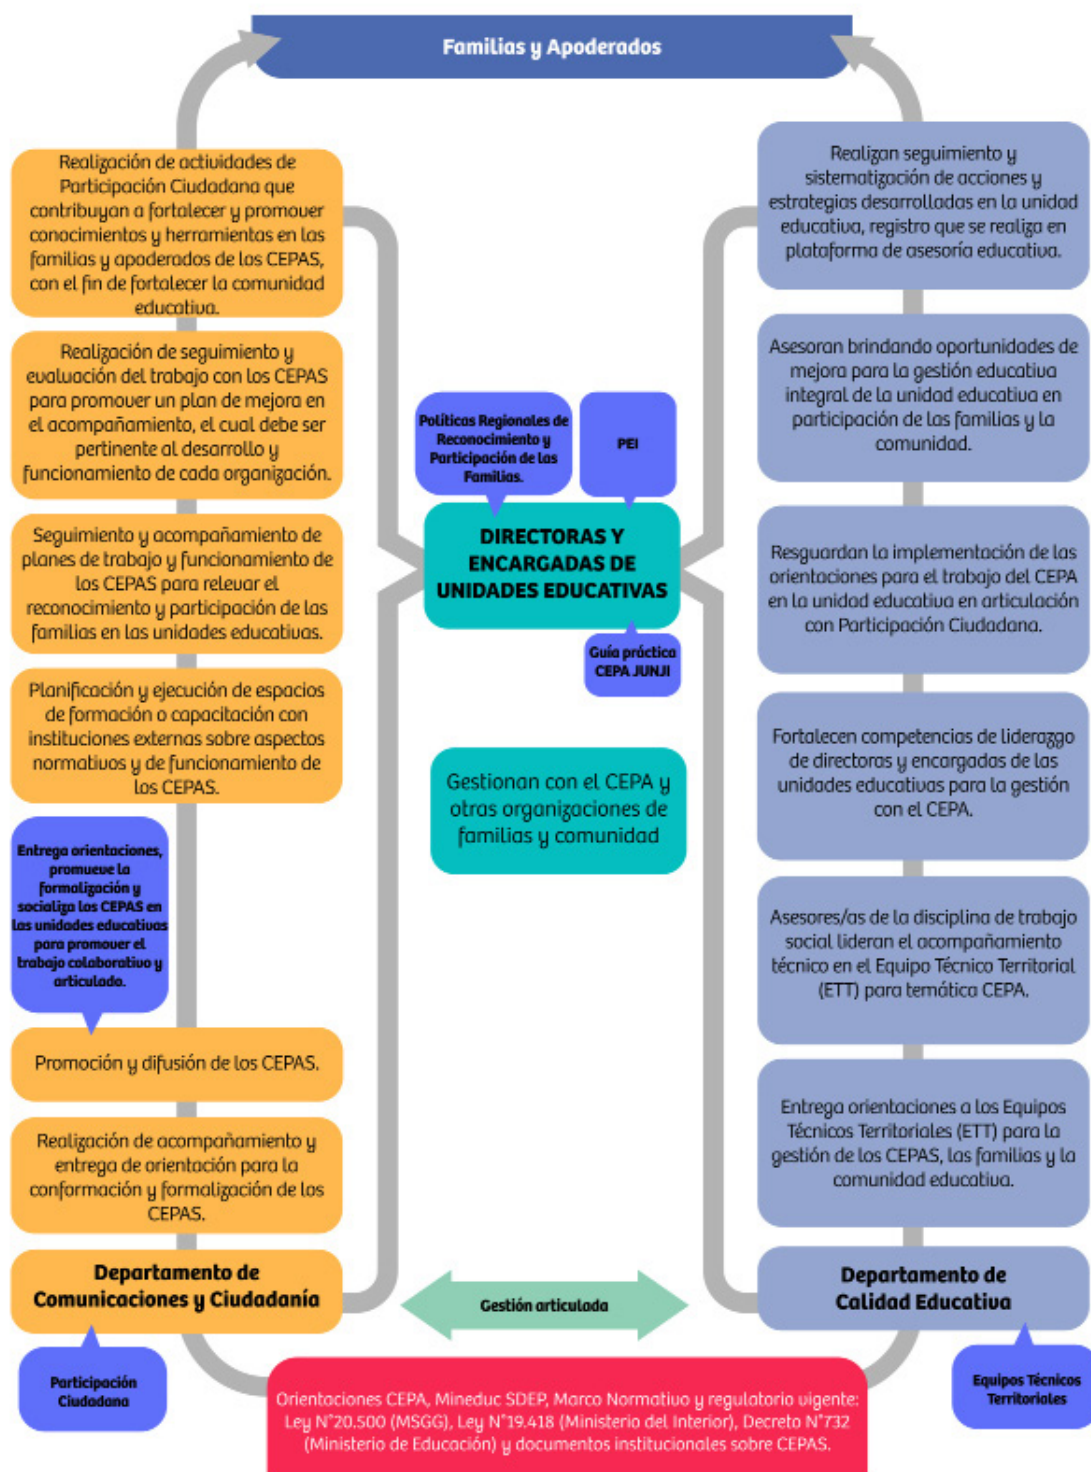 Familias y Apoderados
Realización de actividades de
Participación Ciudadana que
contribuyan a fortalecer y promover
conocimientos y herramientas en las
familias y apoderados de los CEPAS,
con el fin de fortalecer la comunidad
educativa.
Realización de seguimiento y
evaluación del trabajo con los CEPAS
para promover un plan de mejora en
el acompañamiento, el cual debe ser
pertinente al desarrollo y
funcionamiento de cada organización.
Seguimiento y acompañamiento de
planes de trabajo y funcionamiento de
los CEPAS para relevar el
reconocimiento y participación de las
familias en las unidades educativas.
Planificación y ejecución de espacios
de formación o capacitación con
instituciones externas sobre aspectos
normativos y de funcionamiento de
los CEPAS.
Entrega orientaciones,
promueve la
formalización y
socializa los CEPAS en
las unidades educativas
para promover el
trabajo colaborativo y
articulado.
Promoción y difusión de los CEPAS.
Realización de acompañamiento y
entrega de orientación para la
conformación y formalización de los
CEPAS.
Departamento de
Comunicaciones y Ciudadanía
Participación
Ciudadana
Políticas Regionales de
Reconocimiento y
Participación de las
Familias.
PEI
DIRECTORAS Y
ENCARGADAS DE
UNIDADES EDUCATIVAS
Guía práctica
CEPA JUNJI
Gestionan con el CEPA y
otras organizaciones de
familias y comunidad
Gestión articulada
Realizan seguimiento y
sistematización de acciones y
estrategias desarrolladas en la unidad
educativa, registro que se realiza en
plataforma de asesoría educativa.
Asesoran brindando oportunidades de
mejora para la gestión educativa
integral de la unidad educativa en
participación de las familias y la
comunidad.
Resguardan la implementación de las
orientaciones para el trabajo del CEPA
en la unidad educativa en articulación
con Participación Ciudadana.
Fortalecen competencias de liderazgo
de directoras y encargadas de las
unidades educativas para la gestión
con el CEPA.
Asesores/as de la disciplina de trabajo
social lideran el acompañamiento
técnico en el Equipo Técnico Territorial
(ETT) para temática CEPA.
Entrega orientaciones a los Equipos
Técnicos Territoriales (ETT) para la
gestión de los CEPAS, las familias y la
comunidad educativa.
Departamento de
Calidad Educativa
Equipos Técnicos
Territoriales
Orientaciones CEPA, Mineduc SDEP, Marco Normativo y regulatorio vigente:
Ley N°20.500 (MSGG), Ley N°19.418 (Ministerio del Interior), Decreto N°732
(Ministerio de Educación) y documentos institucionales sobre CEPAS.